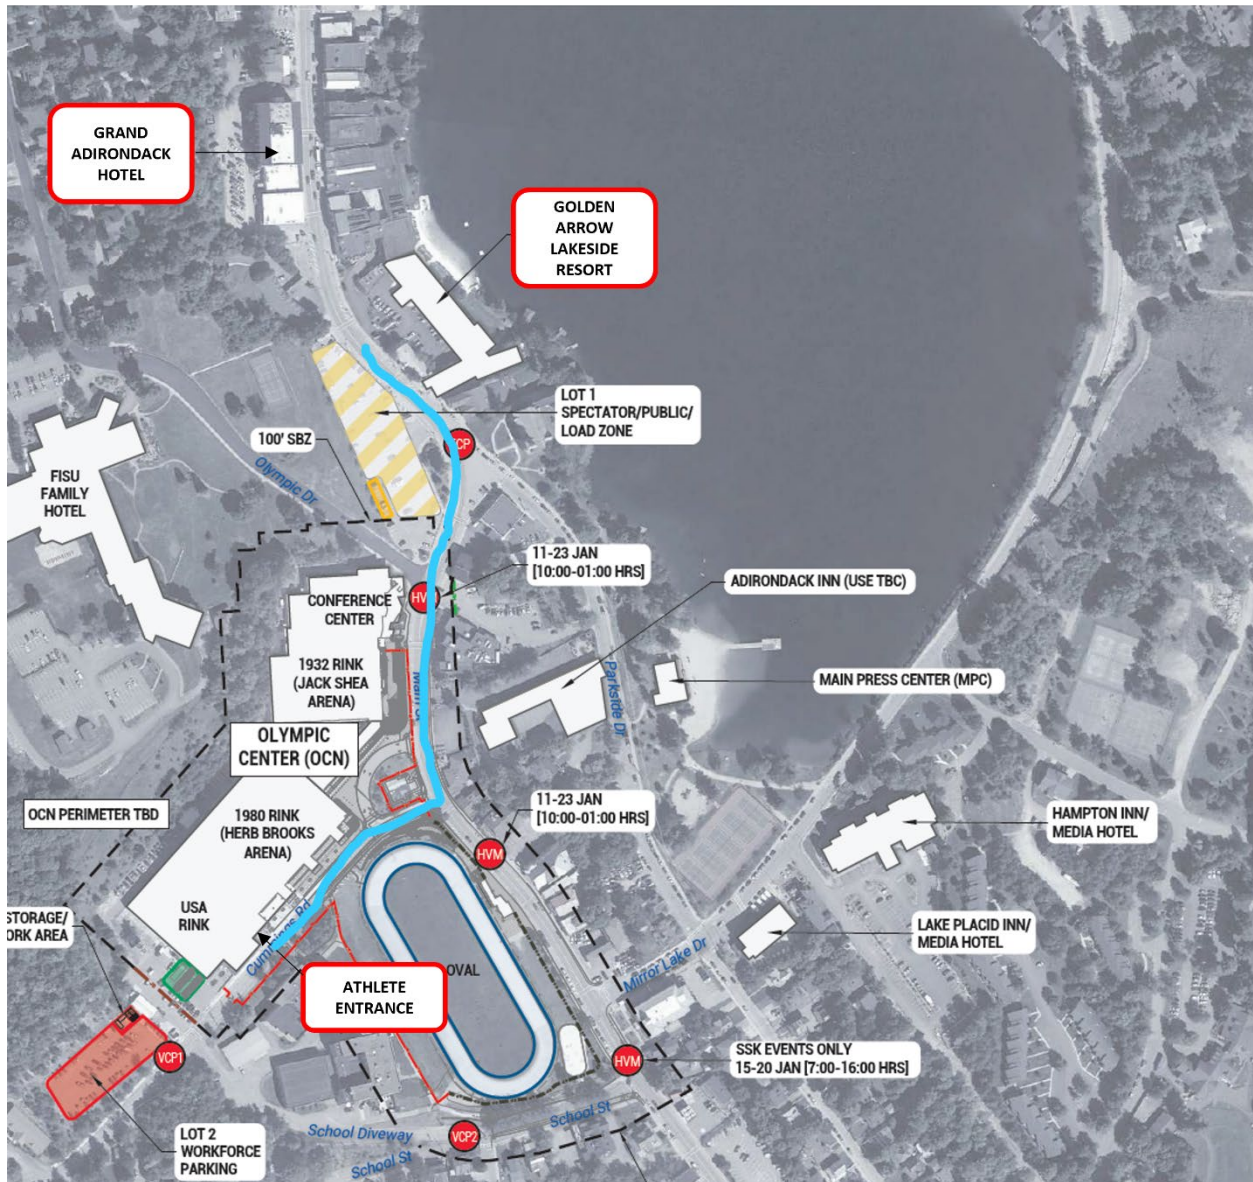 GRAND
ADIRONDACK
HOTEL
GOLDEN
ARROW
LAKESIDE
RESORT
LOT 1
SPECTATOR/PUBLIC/
LOAD ZONE
100' SBZ
Olympic Dr
FISU
FAMILY
HOTEL
11-23 JAN
[10:00-01:00 HRS]
CONFERENCE
CENTER
ADIRONDACK INN (USE TBC)
1932 RINK
(JACK SHEA
ARENA)
Parkside Dr
MAIN PRESS CENTER (MPC)
OLYMPIC
CENTER (OCN)
OCN PERIMETER TBD
1980 RINK
(HERB BROOKS
ARENA)
11-23 JAN
[10:00-01:00 HRS]
HVM
HAMPTON INN/
MEDIA HOTEL
USA
RINK
STORAGE/
ORK AREA
Cummings Rd
LAKE PLACID INN/
MEDIA HOTEL
Mirror Lake Dr
OVAL
ATHLETE
ENTRANCE
VCP1
HVM
SSK EVENTS ONLY
15-20 JAN [7:00-16:00 HRS]
School St
LOT 2
WORKFORCE
PARKING
School Diveway
VCP2
School St